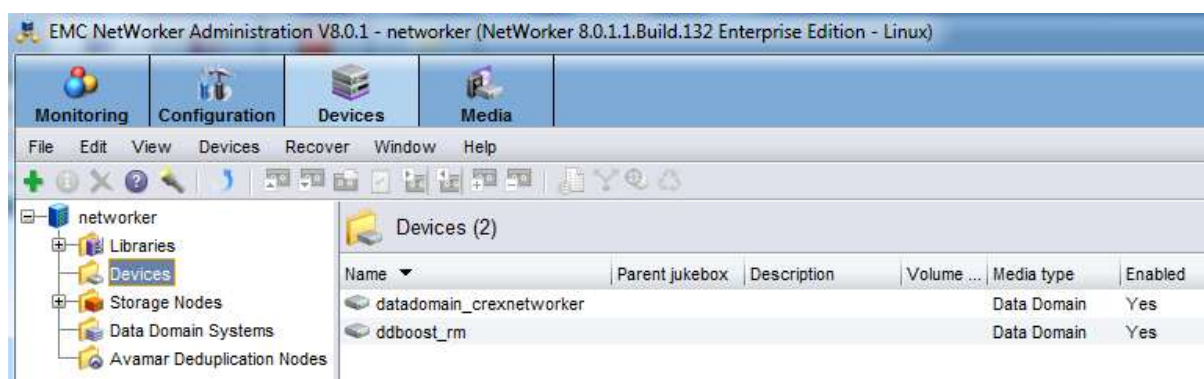 EMC NetWorker Administration V8.0.1 - networker (NetWorker 8.0.1.1.Build.132 Enterprise Edition - Linux)
Monitoring Configuration Devices Media
File Edit View Devices Recover Window Help
networker
Libraries
Devices
Storage Nodes
Data Domain Systems
Avamar Deduplication Nodes
Devices (2)
Name Parent jukebox Description Volume ... Media type Enabled
datadomain_crexnetworker Data Domain Yes
ddboost_rm Data Domain Yes